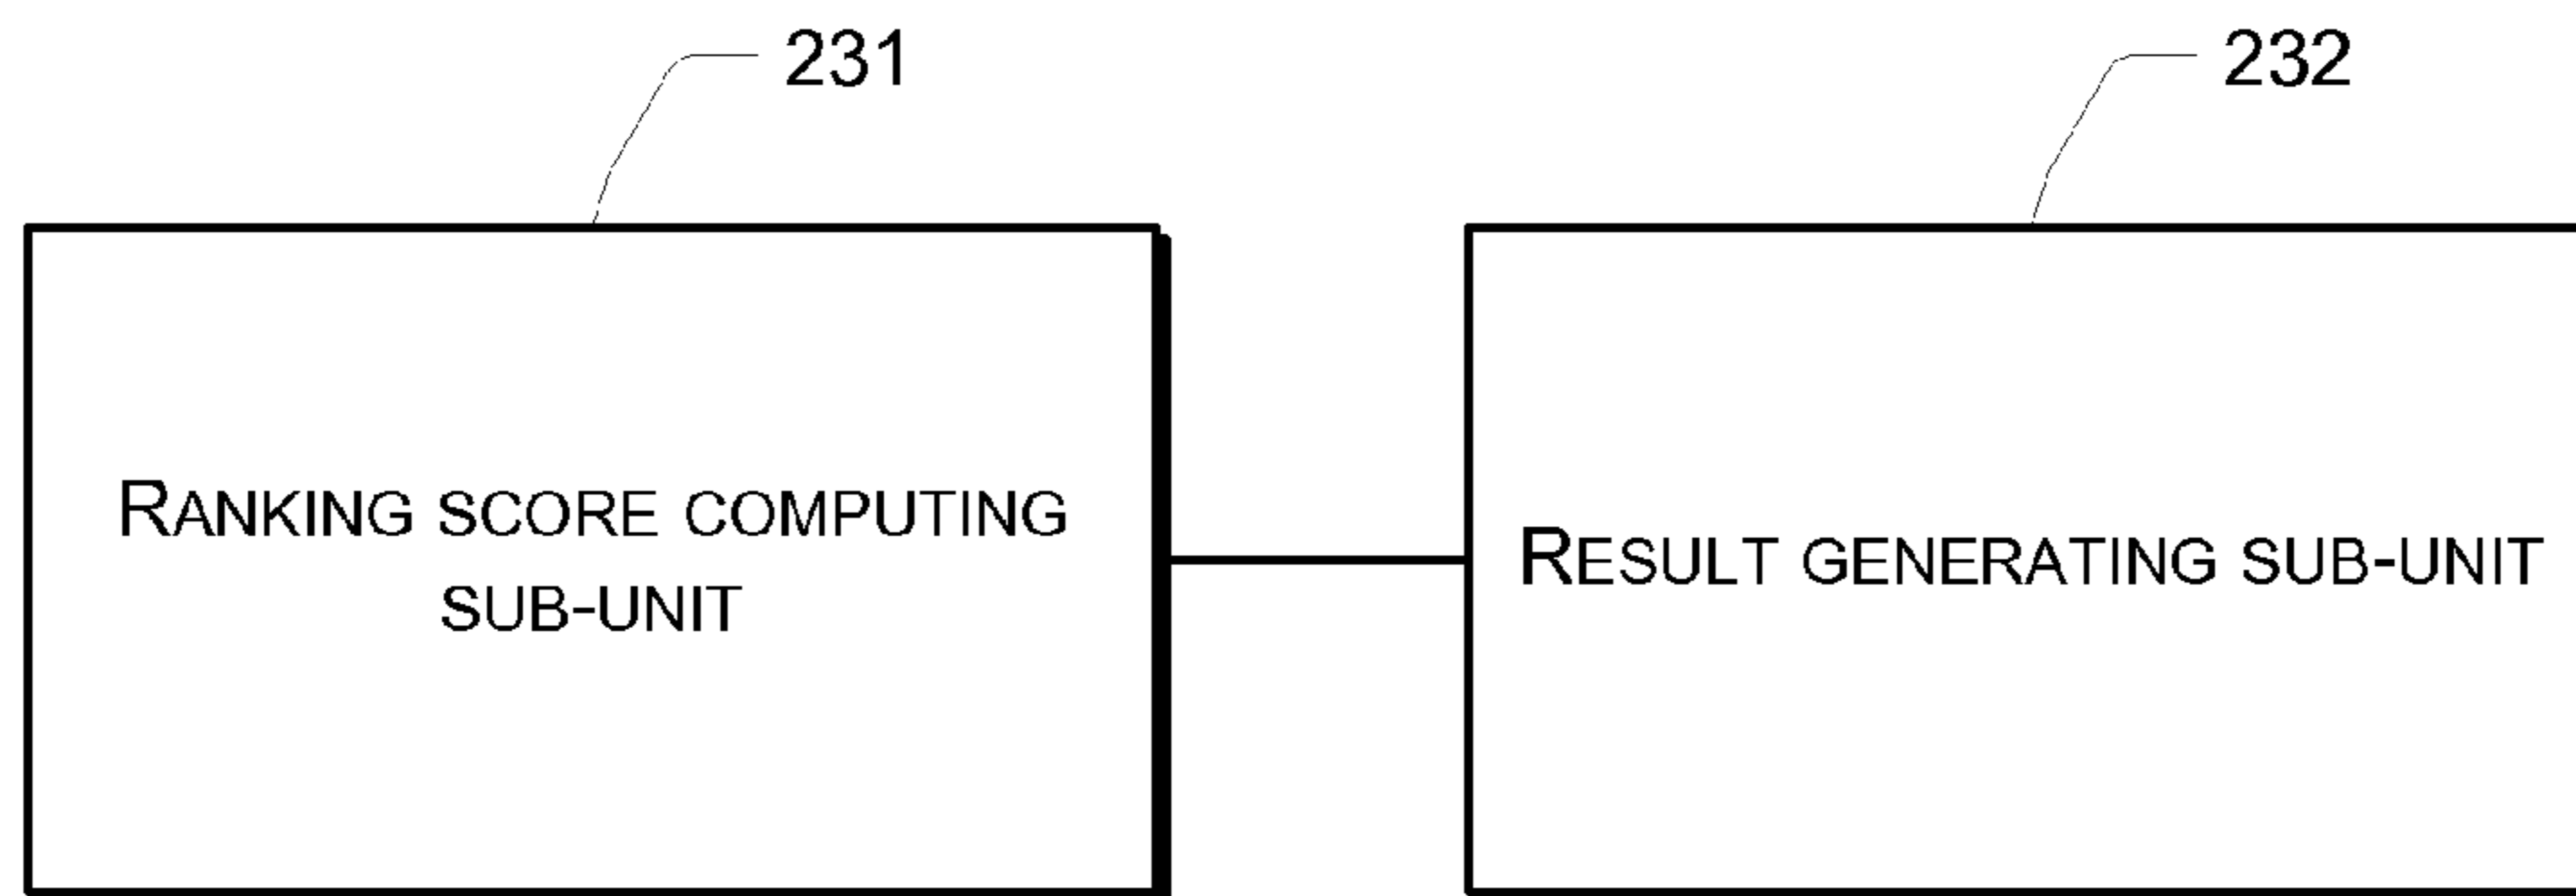 231
232
RANKING SCORE COMPUTING
SUB-UNIT
RESULT GENERATING SUB-UNIT